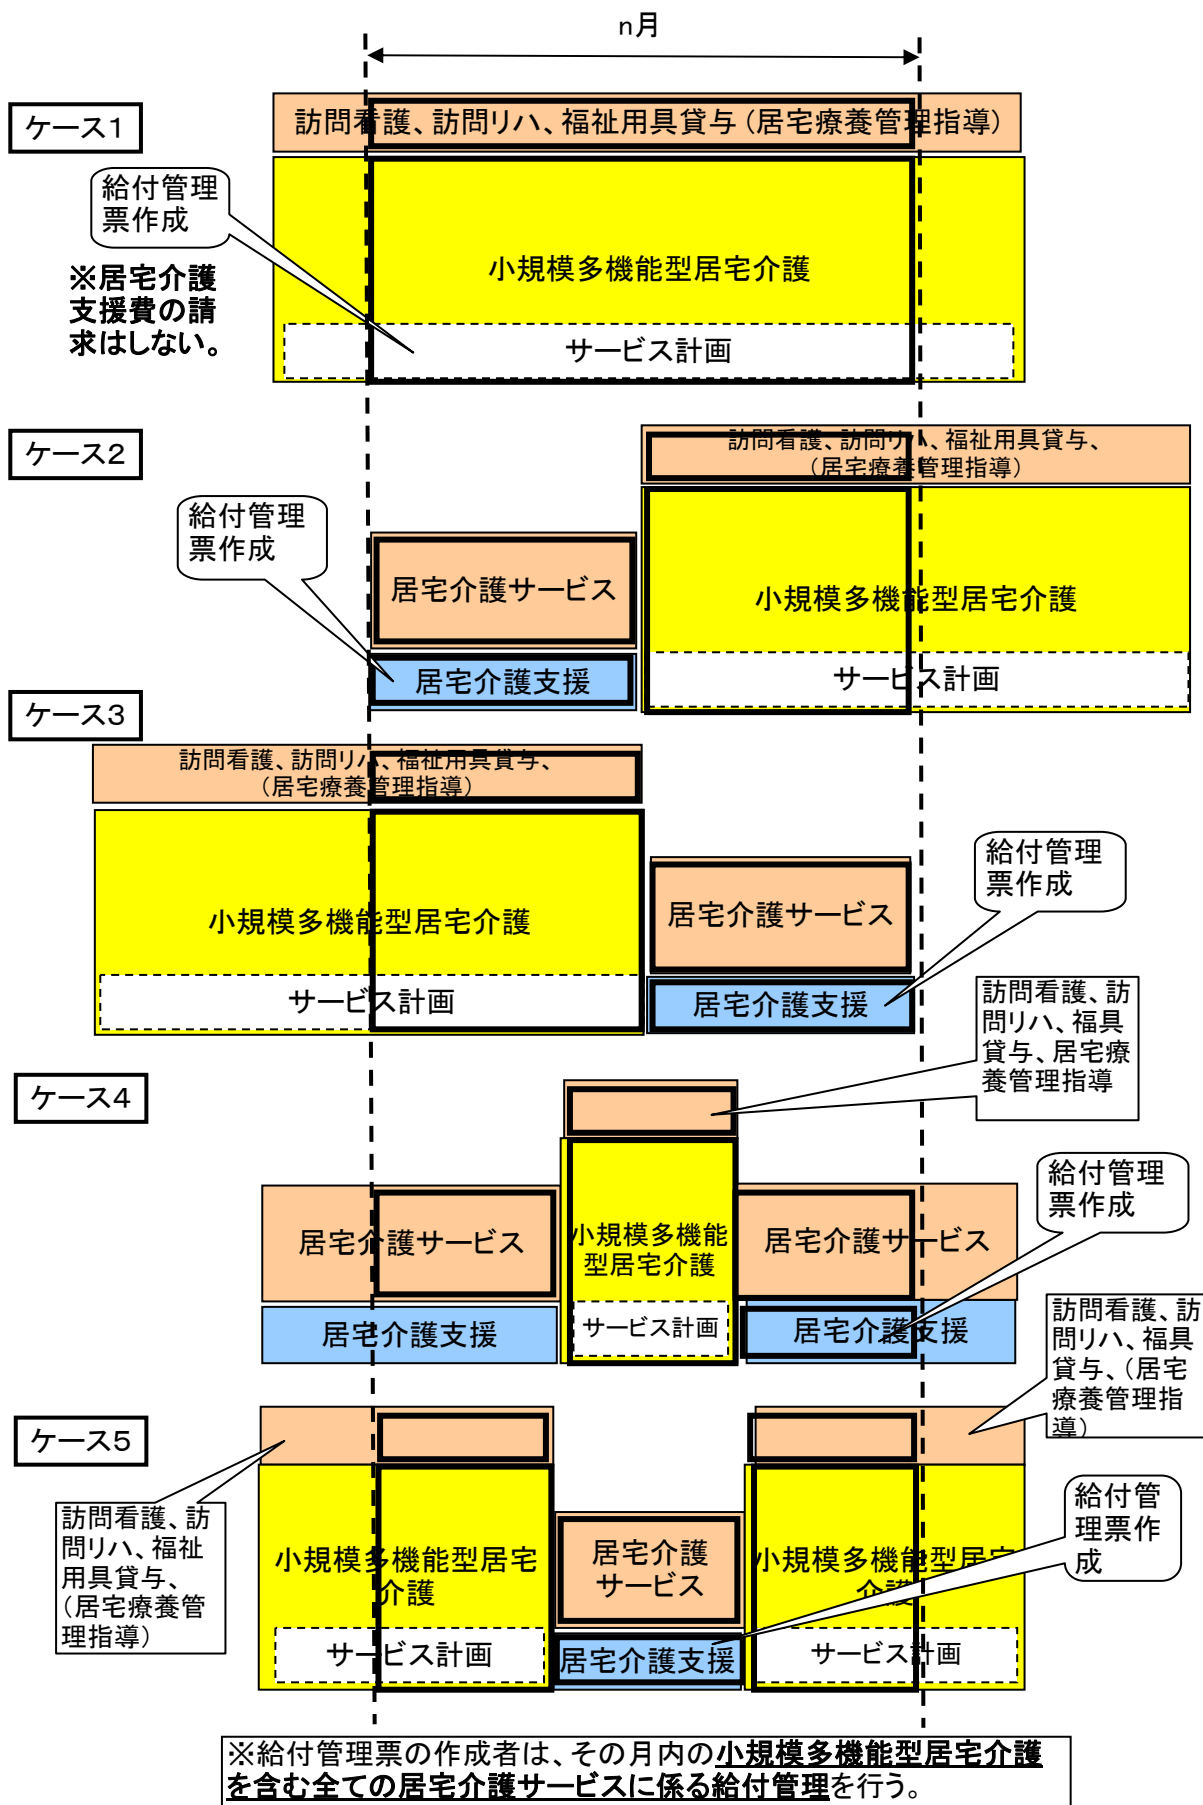 n月
ケース1
訪問看護、訪問リハ、福祉用具貸与（居宅療養管理指導）
給付管理
票作成
小規模多機能型居宅介護
※居宅介護
支援費の請
求はしない。
サービス計画
ケース2
訪問看護、訪問リハ、福祉用具貸与、
（居宅療養管理指導）
給付管理
票作成
居宅介護サービス
小規模多機能型居宅介護
居宅介護支援
サービス計画
ケース3
訪問看護、訪問リハ、福祉用具貸与、
（居宅療養管理指導）
小規模多機能型居宅介護
サービス計画
居宅介護サービス
居宅介護支援
給付管理
票作成
ケース4
訪問看護、訪
問リハ、福具
貸与、居宅療
養管理指導
居宅介護サービス
居宅介護支援
小規模多機能
型居宅介護
サービス計画
居宅介護サービス
居宅介護支援
給付管理
票作成
ケース5
訪問看護、訪
問リハ、福具
貸与、（居宅
療養管理指
導）
訪問看護、訪
問リハ、福祉
用具貸与、
（居宅療養管
理指導）
小規模多機能型居宅
介護
サービス計画
居宅介護
サービス
居宅介護支援
小規模多機能型居宅
介護
サービス計画
給付管
理票作
成
※給付管理票の作成者は、その月内の小規模多機能型居宅介護
を含む全ての居宅介護サービスに係る給付管理を行う。